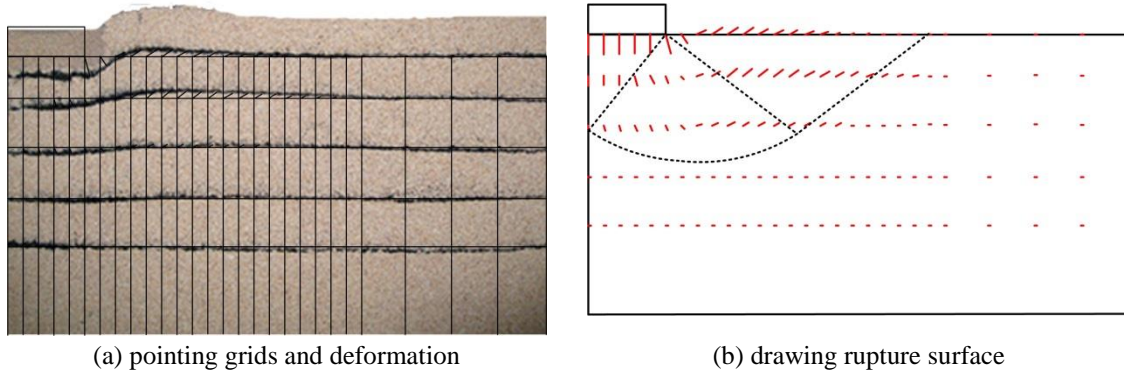 (a) pointing grids and deformation
(b) drawing rupture surface